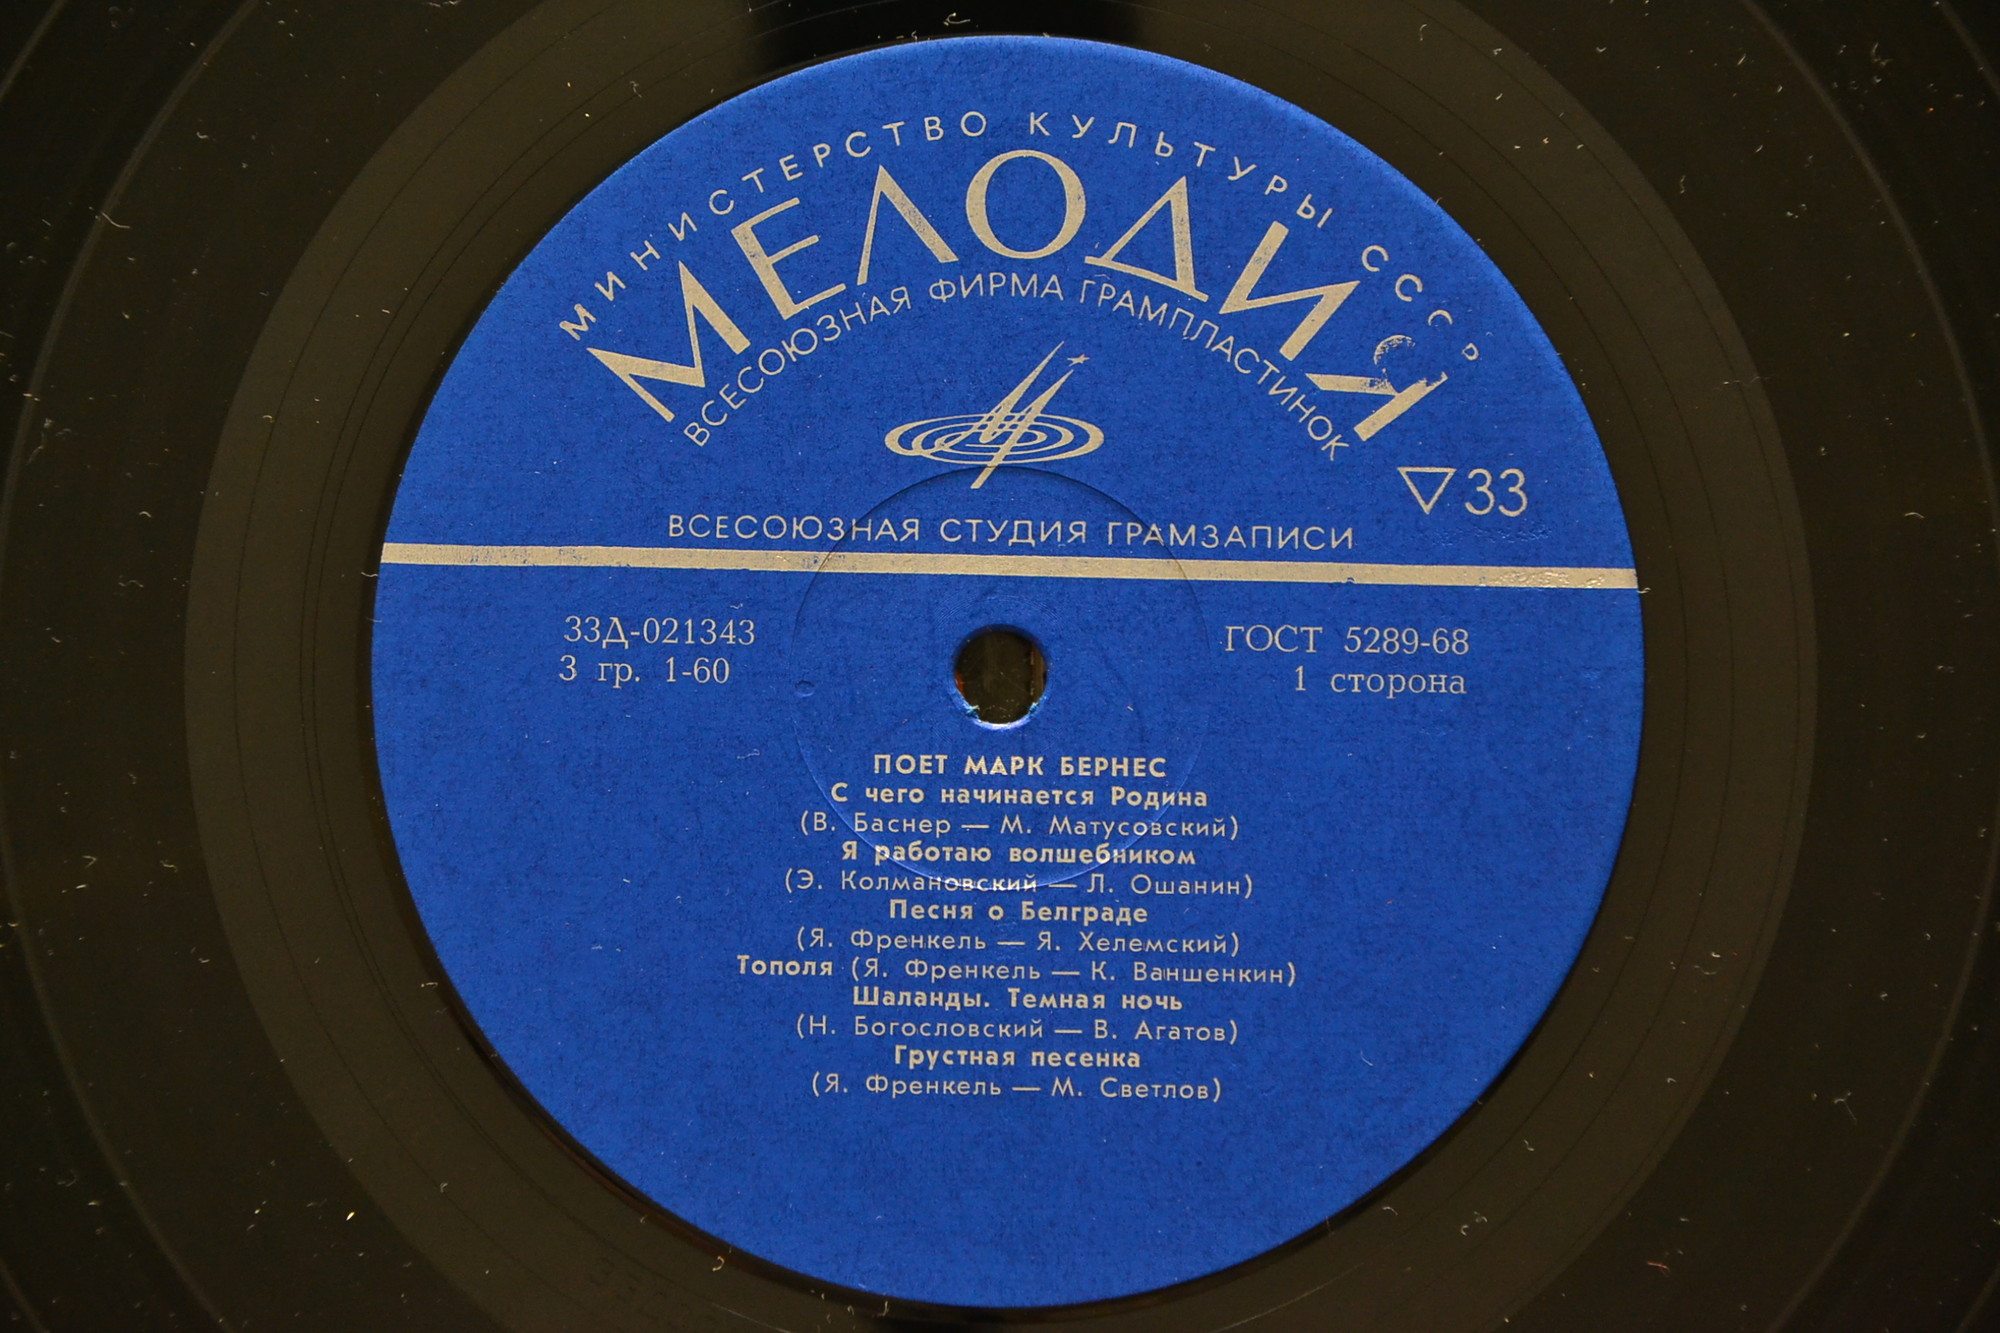 МИНИСТЕРСТВО КУЛЬТУРЫ СССР
МЕЛОДИЯ
ВСЕСОЮЗНАЯ ФИРМА ГРАМПЛАСТИНОК
▽33
ВСЕСОЮЗНАЯ СТУДИЯ ГРАМЗАПИСИ
33Д-021343
3 гр. 1-60
ГОСТ 5289-68
1 сторона
ПОЕТ МАРК БЕРНЕС
С чего начинается Родина
(В. Баснер — М. Матусовский)
Я работаю волшебником
(Э. Колмановский — Л. Ошанин)
Песня о Белграде
(Я. Френкель — Я. Хелемский)
Тополя (Я. Френкель — К. Ваншенкин)
Шаланды. Темная ночь
(Н. Богословский — В. Агатов)
Грустная песенка
(Я. Френкель — М. Светлов)